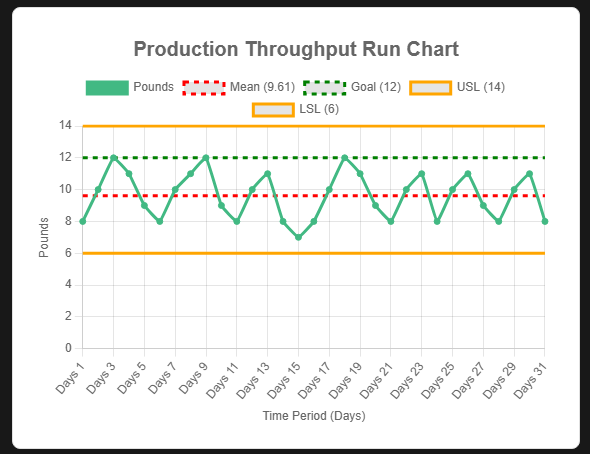 Production Throughput Run Chart
Pounds Mean (9.61) Goal (12) USL (14)
LSL (6)
14
12
10
8
6
4
2
0
Pounds
Days 1 Days 3 Days 5 Days 7 Days 9 Days 11 Days 13 Days 15 Days 17 Days 19 Days 21 Days 23 Days 25 Days 27 Days 29 Days 31
Time Period (Days)